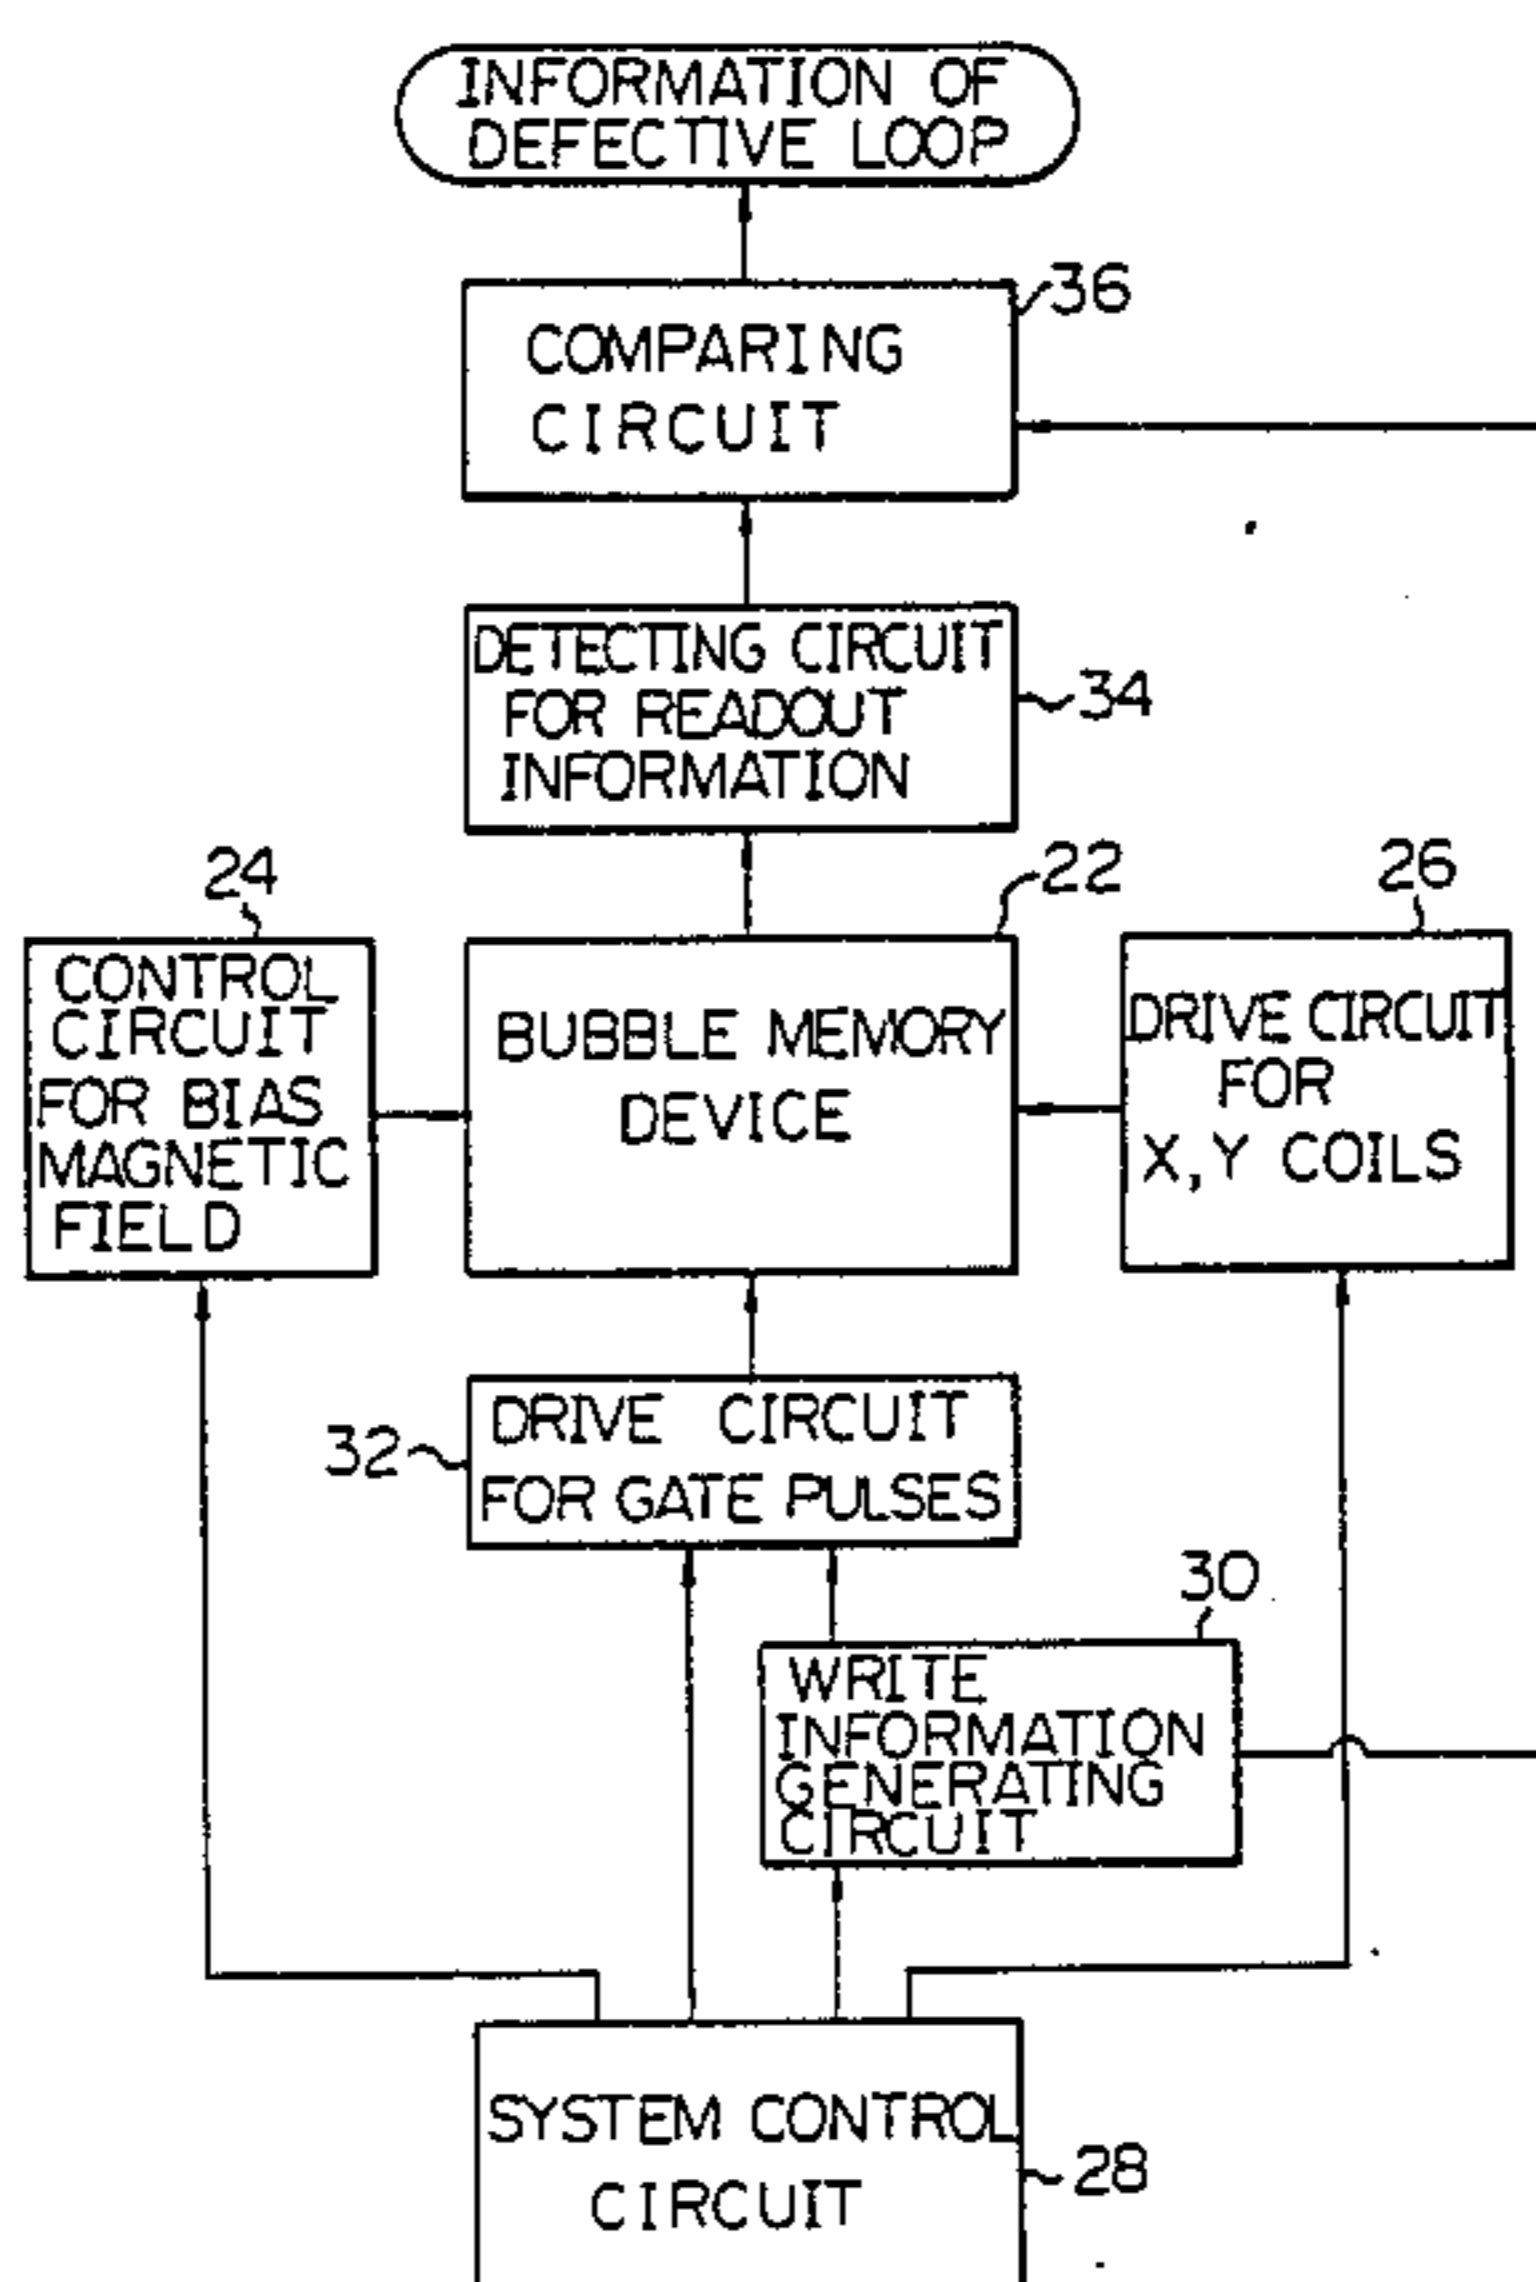 INFORMATION OF
DEFECTIVE LOOP
36
COMPARING
CIRCUIT
DETECTING CIRCUIT
FOR READOUT
INFORMATION
34
24
22
26
CONTROL
CIRCUIT
FOR BIAS
MAGNETIC
FIELD
BUBBLE MEMORY
DEVICE
DRIVE CIRCUIT
FOR
X, Y COILS
32
DRIVE CIRCUIT
FOR GATE PULSES
30
WRITE
INFORMATION
GENERATING
CIRCUIT
SYSTEM CONTROL
CIRCUIT
28